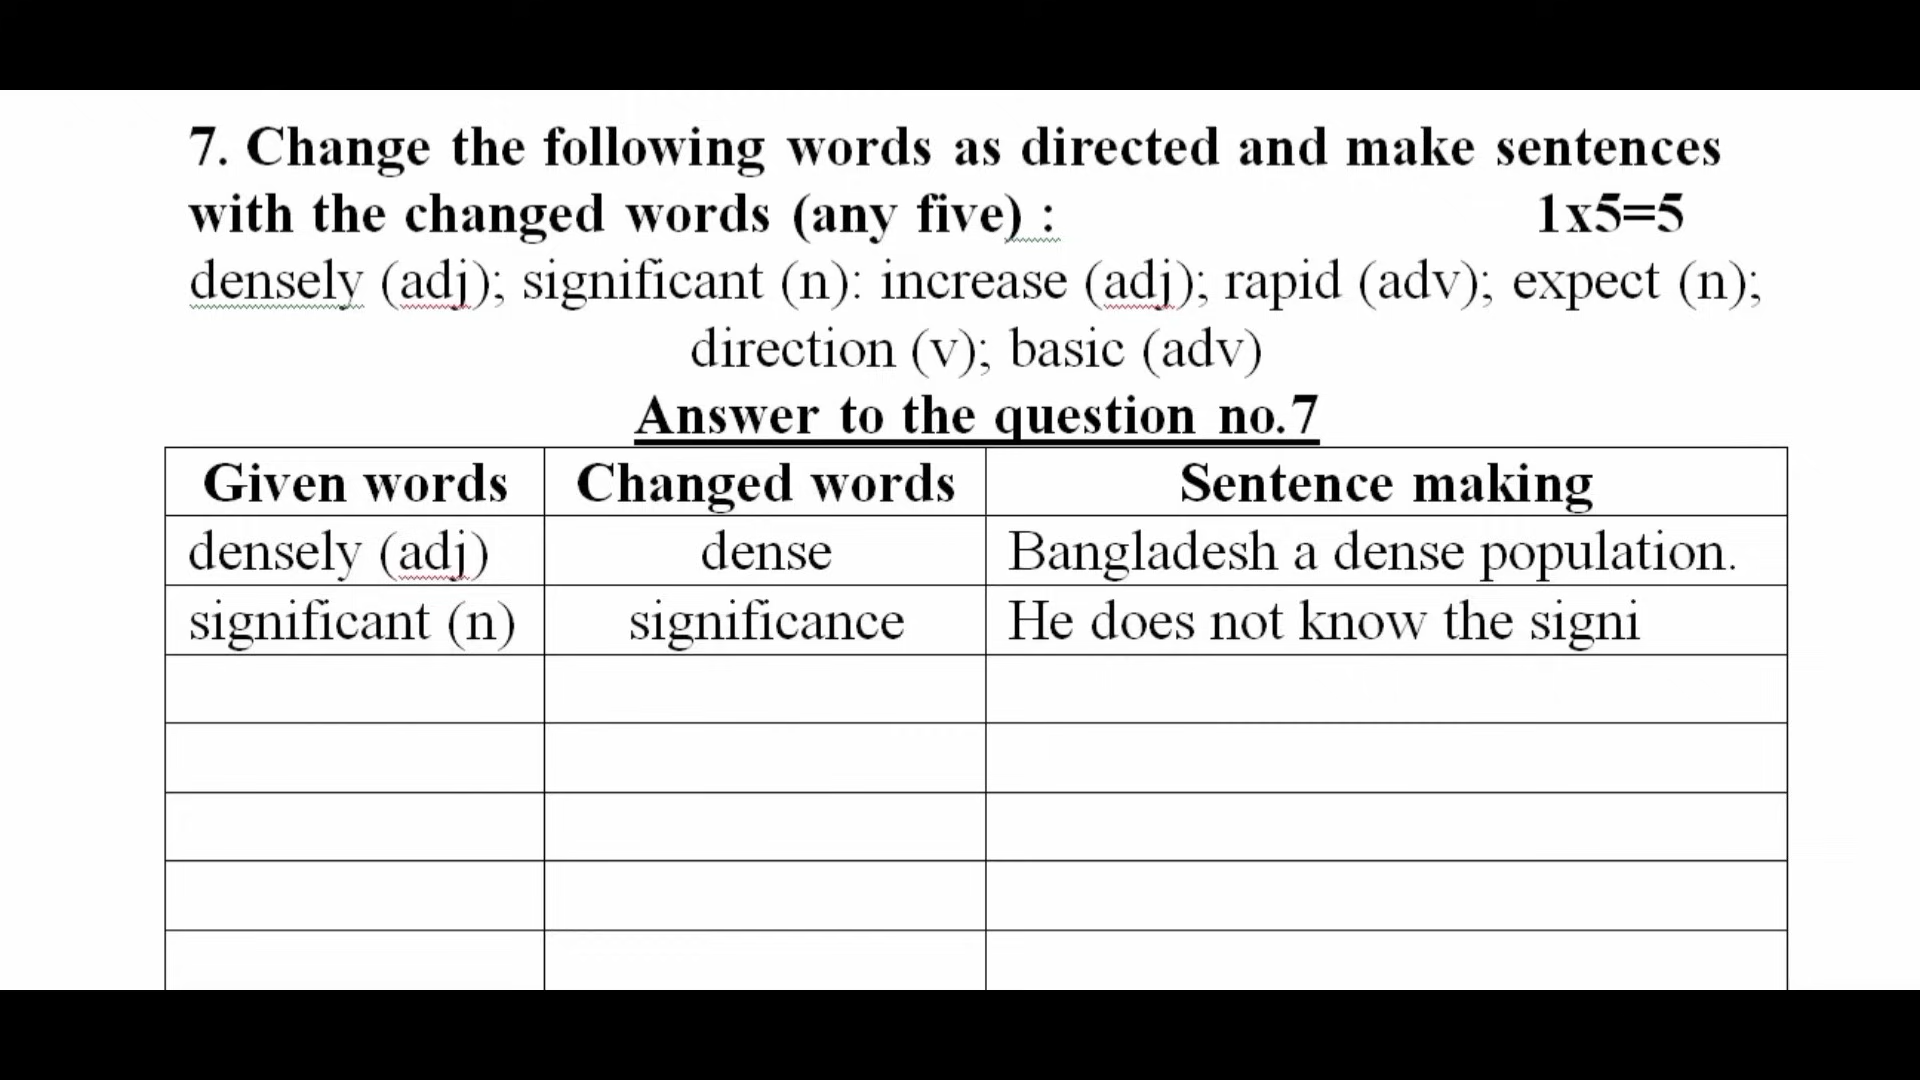 7. Change the following words as directed and make sentences
with the changed words (any five) : 1x5=5
densely (adj); significant (n): increase (adj); rapid (adv); expect (n);
direction (v); basic (adv)
Answer to the question no.7
Given words Changed words Sentence making
densely (adj) dense Bangladesh a dense population.
significant (n) significance He does not know the signi